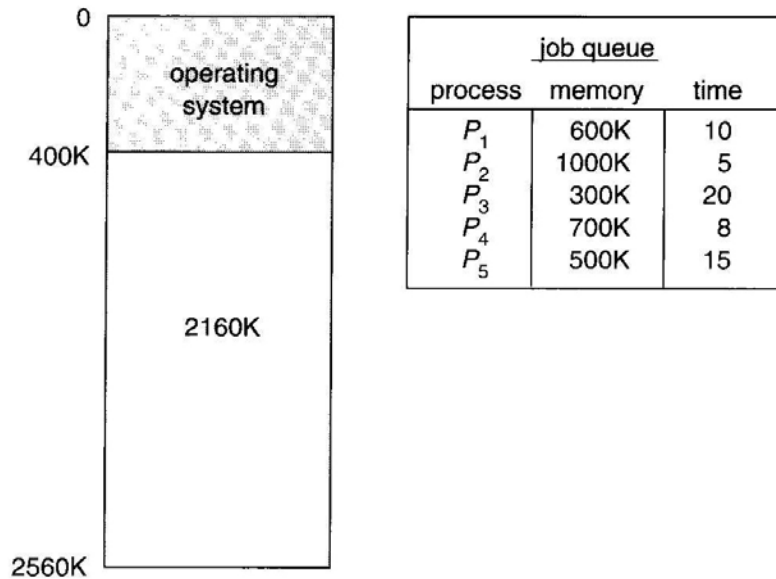 0
operating
system
400K
2160K
2560K
job queue
process memory time
P1 600K 10
P2 1000K 5
P3 300K 20
P4 700K 8
P5 500K 15